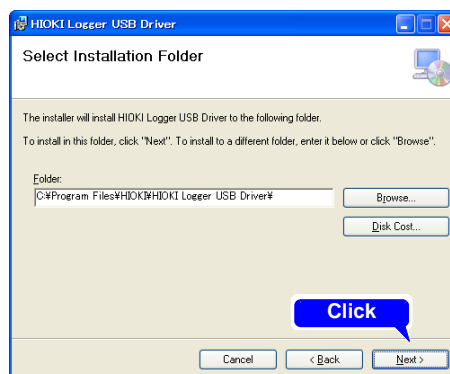 HIOKI Logger USB Driver
Select Installation Folder
The installer will install HIOKI Logger USB Driver to the following folder.
To install in this folder, click "Next". To install to a different folder, enter it below or click "Browse".
Folder:
C:¥Program Files¥HIOKI¥HIOKI Logger USB Driver¥
Browse...
Disk Cost...
Click
Cancel
< Back
Next >